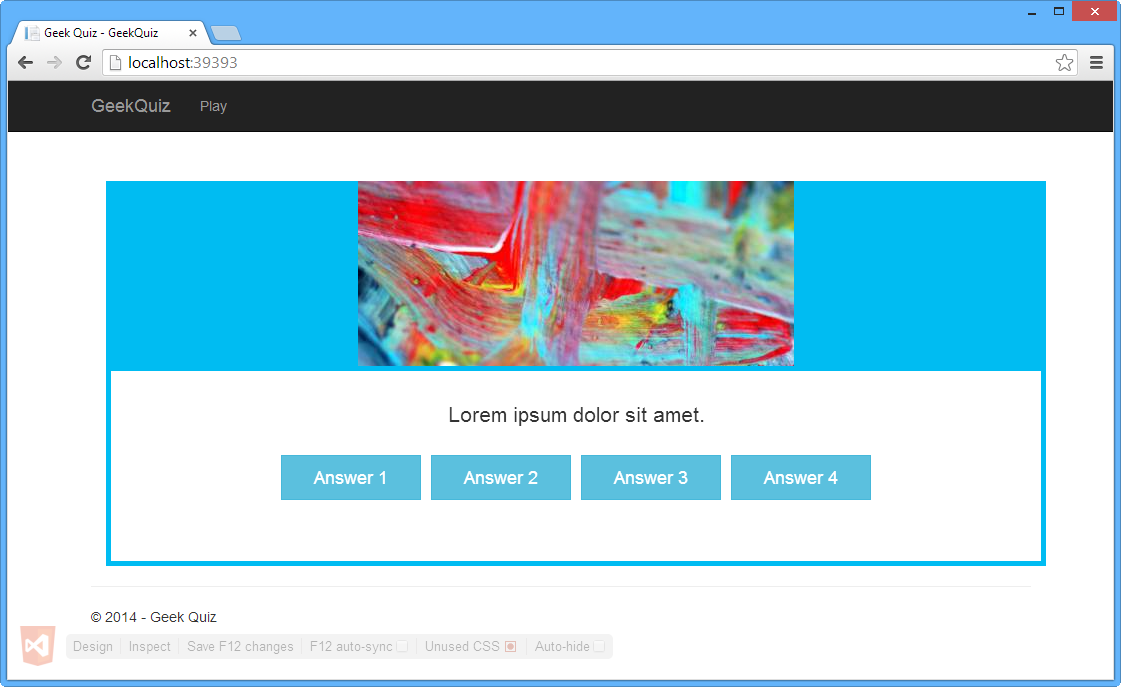 Geek Quiz - GeekQuiz
localhost:39393
GeekQuiz Play
Lorem ipsum dolor sit amet.
Answer 1 Answer 2 Answer 3 Answer 4
© 2014 - Geek Quiz
Design Inspect Save F12 changes F12 auto-sync Unused CSS Auto-hide